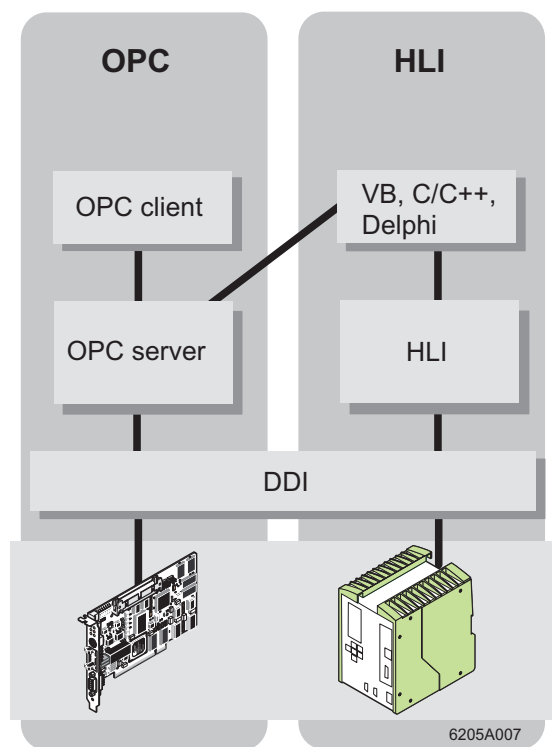 OPC
HLI
OPC client
VB, C/C++,
Delphi
OPC server
HLI
DDI
6205A007